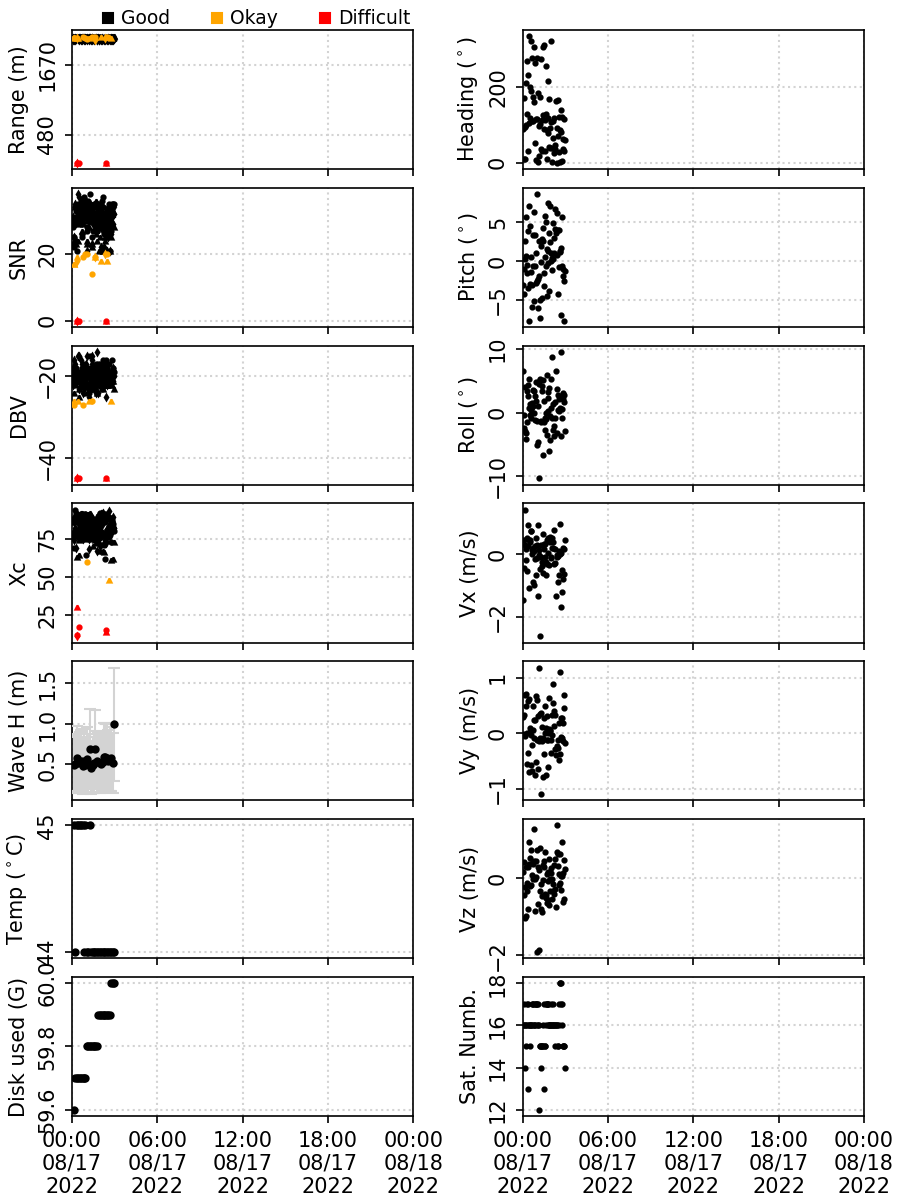 Good Okay Difficult
Range (m)
1670
480
Heading (°)
200
0
SNR
20
0
Pitch (°)
5
0
−5
DBV
−20
−40
Roll (°)
10
0
−10
Xc
75
50
25
Vx (m/s)
0
−2
Wave H (m)
1.5
1.0
0.5
Vy (m/s)
1
0
−1
Temp (°C)
45
44
Vz (m/s)
0
−2
Disk used (G)
60.0
59.8
59.6
Sat. Numb.
18
16
14
12
00:00 06:00 12:00 18:00 00:00 00:00 06:00 12:00 18:00 00:00
08/17 08/17 08/17 08/17 08/18 08/17 08/17 08/17 08/17 08/18
2022 2022 2022 2022 2022 2022 2022 2022 2022 2022